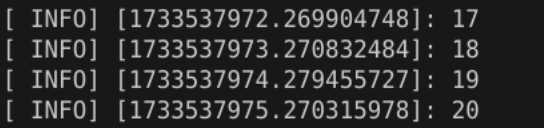 [ INFO] [1733537972.269904748]: 17
[ INFO] [1733537973.270832484]: 18
[ INFO] [1733537974.279455727]: 19
[ INFO] [1733537975.270315978]: 20